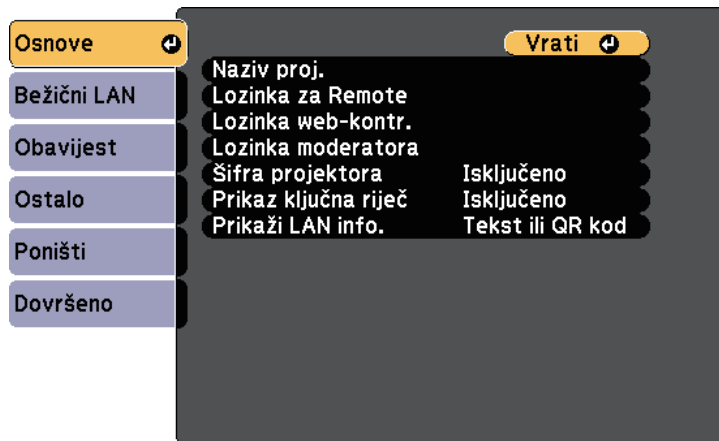 Osnove
Bežični LAN
Obavijest
Ostalo
Poništi
Dovršeno
Vrati
Naziv proj.
Lozinka za Remote
Lozinka web-kontr.
Lozinka moderatora
Šifra projektora Isključeno
Prikaz ključna riječ Isključeno
Prikaži LAN info. Tekst ili QR kod